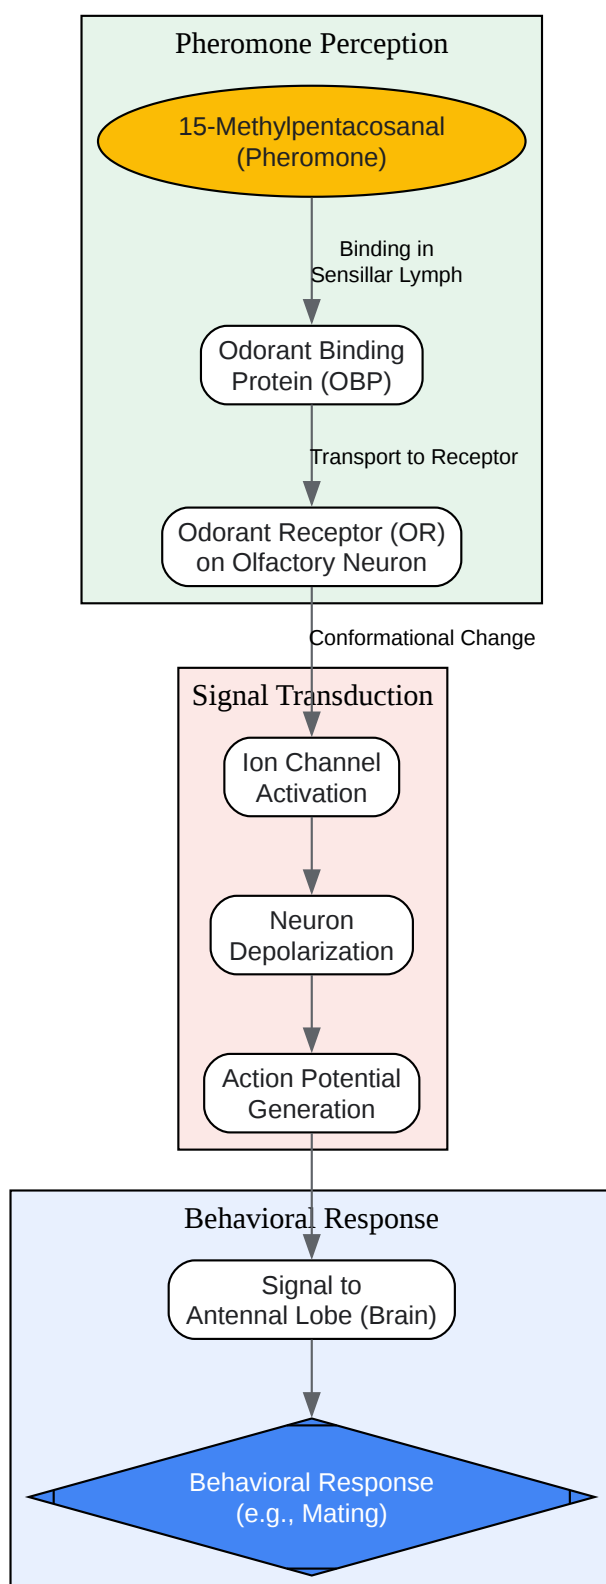 Pheromone Perception
15-Methylpentacosanal
(Pheromone)
Binding in
Sensillar Lymph
Odorant Binding
Protein (OBP)
Transport to Receptor
Odorant Receptor (OR)
on Olfactory Neuron
Conformational Change
Signal Transduction
Ion Channel
Activation
Neuron
Depolarization
Action Potential
Generation
Behavioral Response
Signal to
Antennal Lobe (Brain)
Behavioral Response
(e.g., Mating)